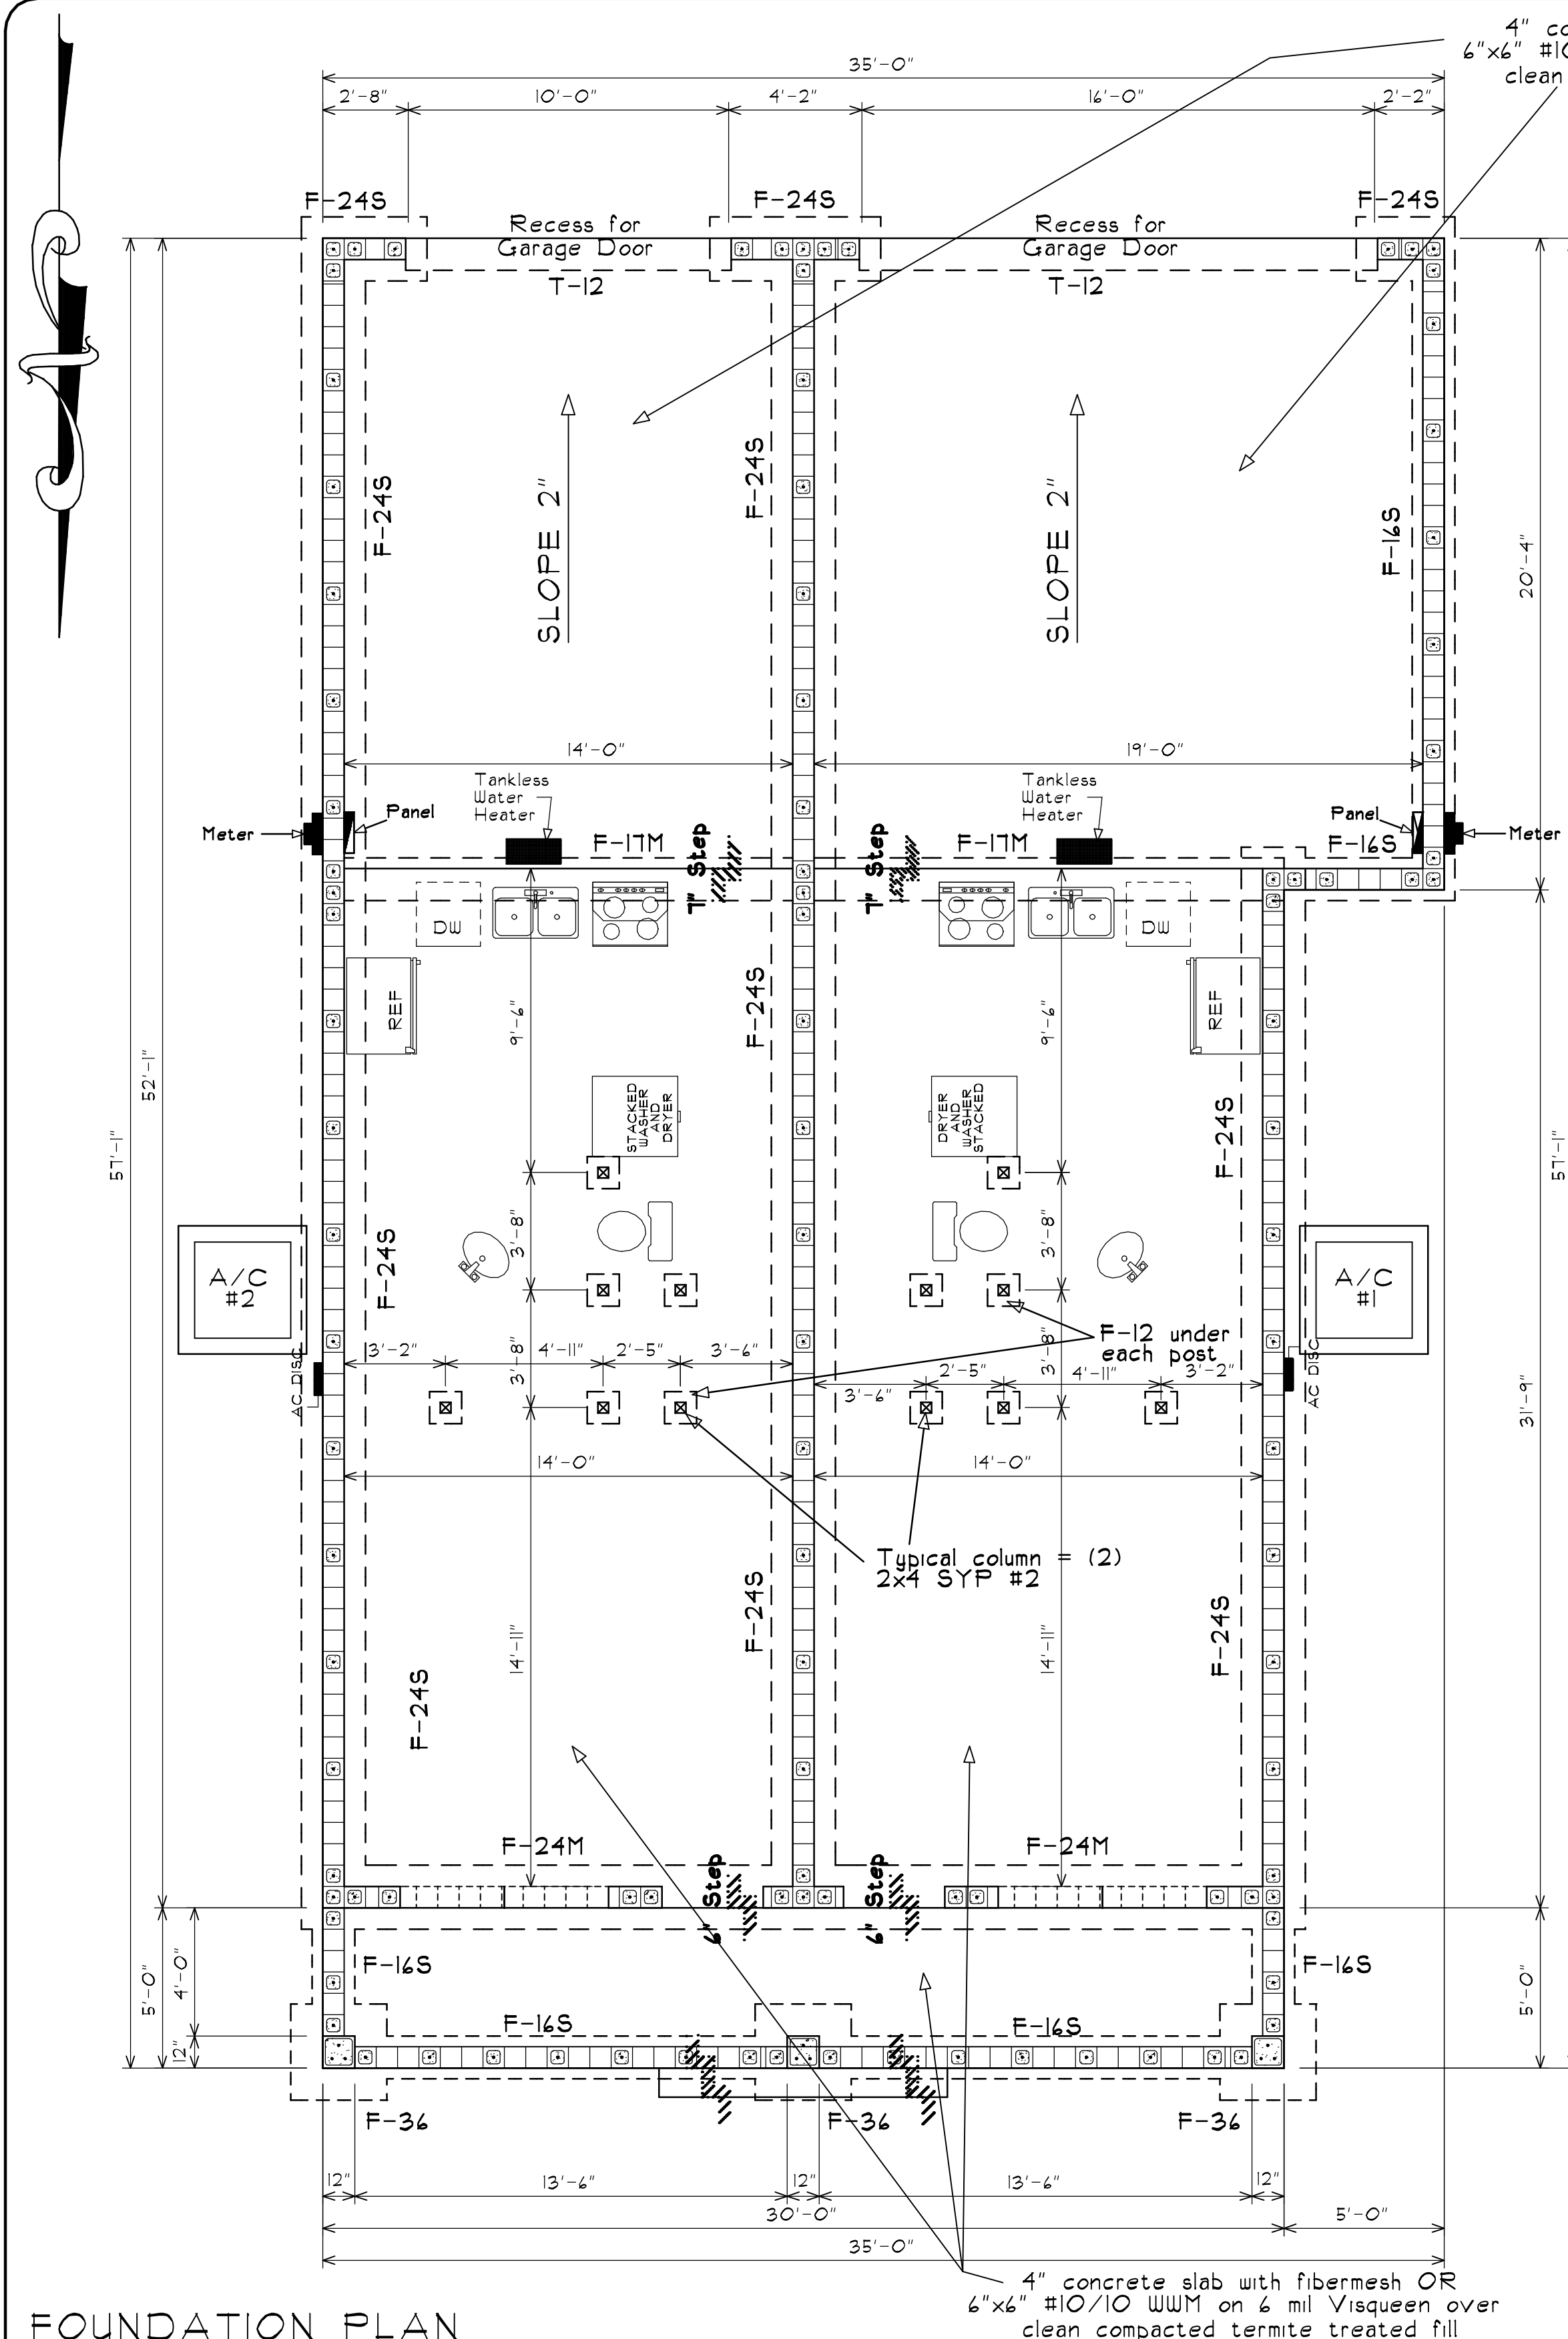 4"
6"x6"
clean
35'-0"
2'-8"
10'-0"
4'-2"
16'-0"
2'-2"
F-24S
F-24S
F-24S
Recess for
Garage Door
T-12
Recess for
Garage Door
T-12
F-24S
SLOPE 2"
F-24S
SLOPE 2"
F-16S
20'-4"
14'-0"
19'-0"
Tankless
Water
Heater
Tankless
Water
Heater
Meter
Panel
F-17M
7" Step
7" Step
F-17M
Panel
F-16S
Meter
DW
DW
REF
REF
F-24S
9'-6"
9'-6"
52'-1"
57'-1"
57'-1"
STACKED
WASHER
AND
DRYER
DRYER
AND
WASHER
STACKED
F-24S
F-24S
3'-8"
3'-8"
A/C
#2
A/C
#1
F-12 under
each post
3'-8"
3'-8"
3'-2"
4'-11"
2'-5"
3'-6"
3'-6"
2'-5"
4'-11"
3'-2"
AC DISC
AC DISC
31'-9"
14'-0"
14'-0"
Typical column = (2)
2x4 SYP #2
F-24S
F-24S
F-24S
14'-11"
14'-11"
F-24M
F-24M
6" Step
6" Step
5'-0"
4'-0"
12"
F-16S
F-16S
5'-0"
F-16S
F-16S
F-36
F-36
F-36
12"
13'-6"
12"
13'-6"
12"
30'-0"
5'-0"
35'-0"
4" concrete slab with fibermesh OR
6"x6" #10/10 WWM on 6 mil Visqueen over
clean compacted termite treated fill
FOUNDATION PLAN